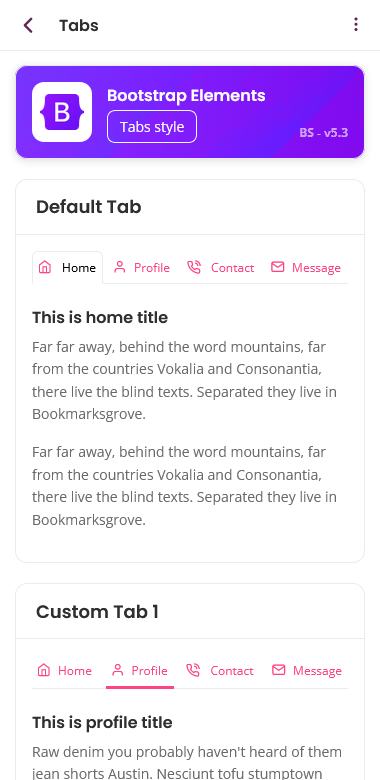 Tabs
B
Bootstrap Elements
Tabs style
BS - v5.3
Default Tab
Home Profile Contact Message
This is home title
Far far away, behind the word mountains, far
from the countries Vokalia and Consonantia,
there live the blind texts. Separated they live in
Bookmarksgrove.
Far far away, behind the word mountains, far
from the countries Vokalia and Consonantia,
there live the blind texts. Separated they live in
Bookmarksgrove.
Custom Tab 1
Home Profile Contact Message
This is profile title
Raw denim you probably haven't heard of them
jean shorts Austin. Nesciunt tofu stumptown